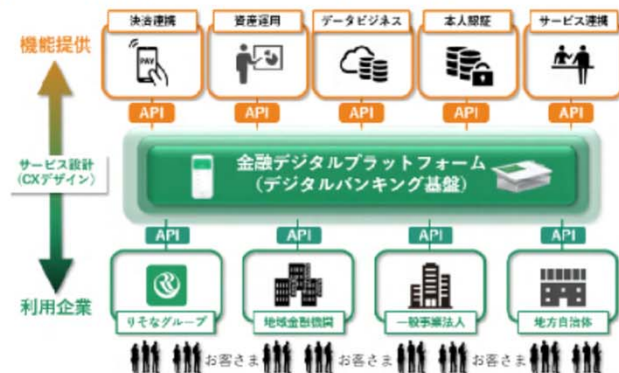 機能提供
決済連携
資産運用
データビジネス
本人認証
サービス連携
PAY
API
API
API
API
API
サービス設計
(CXデザイン)
金融デジタルプラットフォーム
(デジタルバンキング基盤)
API
API
API
API
利用企業
りそなグループ
地域金融機関
一般事業法人
地方自治体
お客さま
お客さま
お客さま